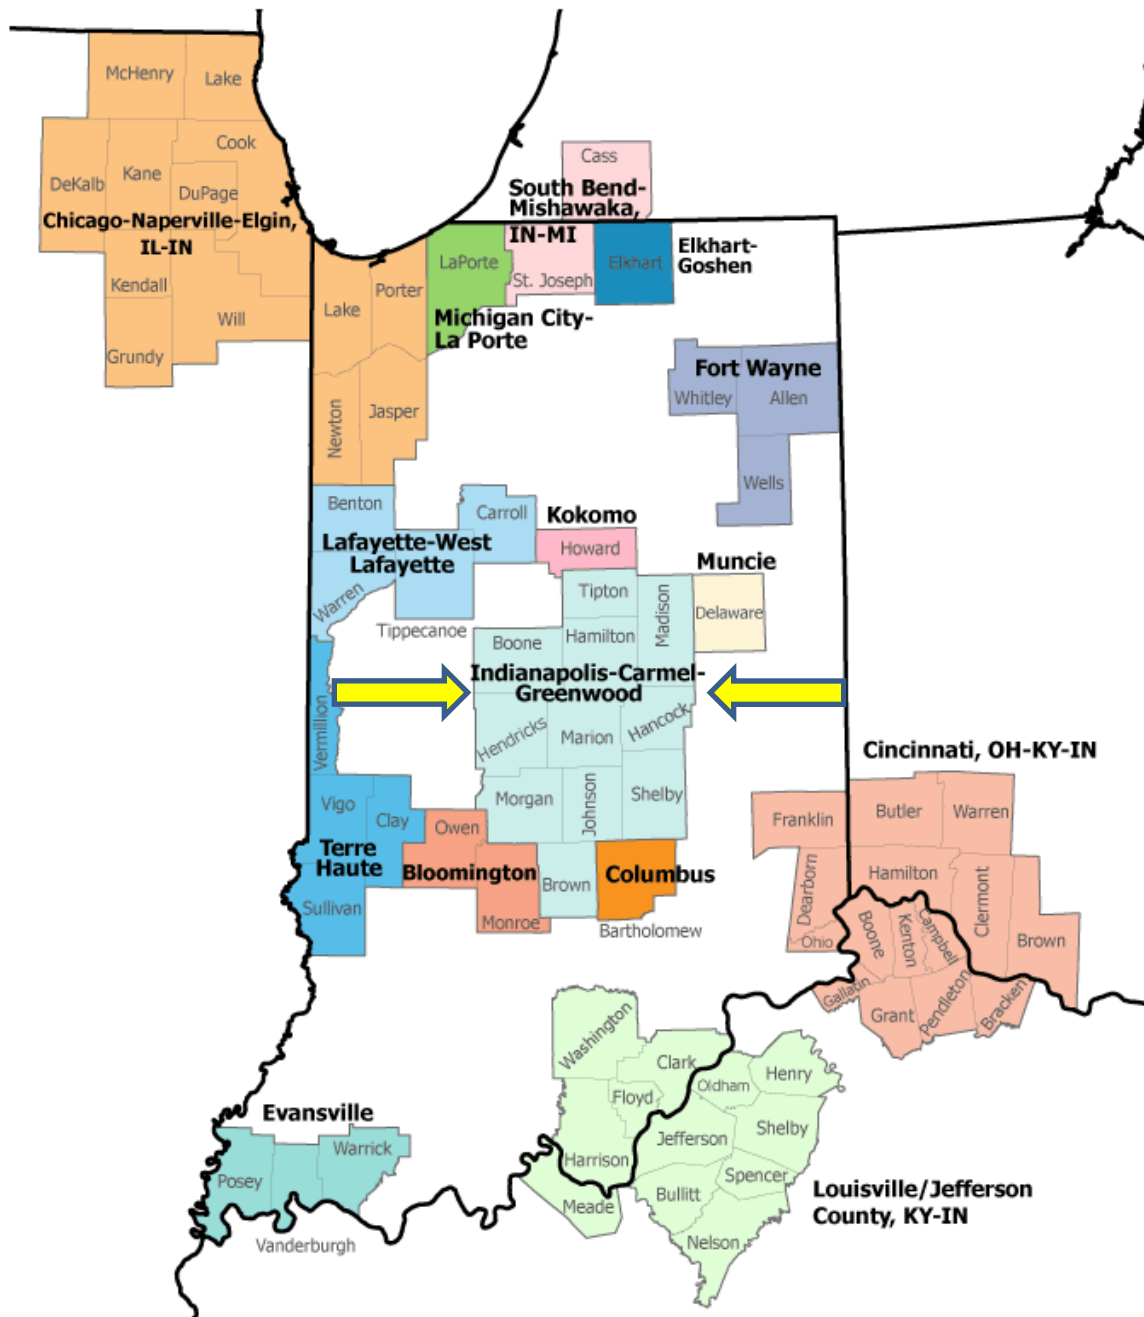 McHenry
Lake
Cook
DeKalb
Kane
DuPage
Chicago-Naperville-Elgin,
IL-IN
Kendall
Will
Grundy
Cass
South Bend-
Mishawaka,
IN-MI
St. Joseph
LaPorte
Michigan City-
La Porte
Elkhart
Elkhart-
Goshen
Lake
Porter
Newton
Jasper
Fort Wayne
Whitley
Allen
Wells
Benton
Carroll
Lafayette-West
Lafayette
Warren
Tippecanoe
Kokomo
Howard
Muncie
Delaware
Tipton
Madison
Boone
Hamilton
Indianapolis-Carmel-
Greenwood
Hendricks
Marion
Hancock
Morgan
Johnson
Shelby
Brown
Vermillion
Vigo
Clay
Terre
Haute
Sullivan
Owen
Bloomington
Monroe
Columbus
Bartholomew
Cincinnati, OH-KY-IN
Franklin
Butler
Warren
Dearborn
Hamilton
Clermont
Ohio
Boone
Kenton
Campbell
Brown
Gallatin
Grant
Pendleton
Bracken
Washington
Clark
Floyd
Oldham
Henry
Jefferson
Shelby
Harrison
Spencer
Meade
Bullitt
Nelson
Louisville/Jefferson
County, KY-IN
Evansville
Warrick
Posey
Vanderburgh